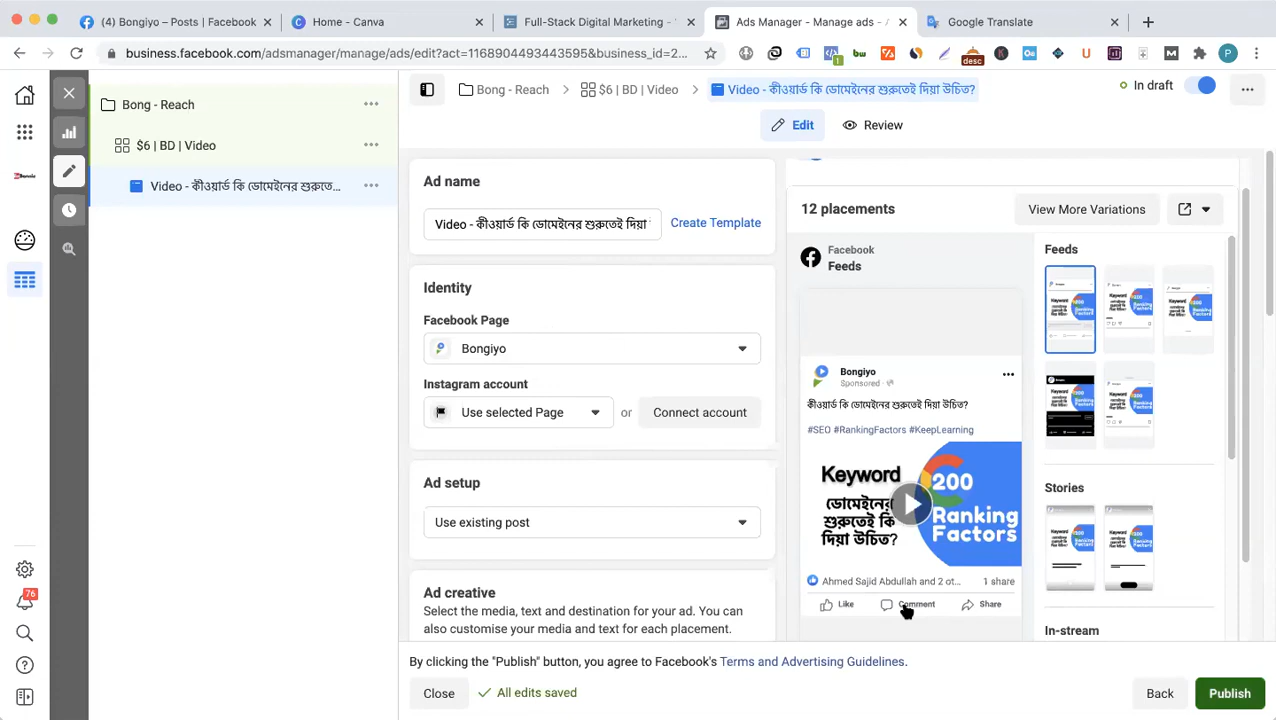 (4) Bongiyo – Posts | Facebook
Home - Canva
Full-Stack Digital Marketing -
Ads Manager - Manage ads - A
Google Translate
business.facebook.com/adsmanager/manage/ads/edit?act=1189044934435958&business_id=2...
desc
P
Bong - Reach
Bong - Reach
$6 | BD | Video
Video - কীওয়ার্ড কি ডোমেইনের শুরুতেই দিয়া উচিত?
In draft
Edit
Review
$6 | BD | Video
Video - কীওয়ার্ড কি ডোমেইনের শুরুতে...
Ad name
Video - কীওয়ার্ড কি ডোমেইনের শুরুতেই দিয়া
Create Template
Identity
Facebook Page
Bongiyo
Instagram account
Use selected Page
or
Connect account
Ad setup
Use existing post
Ad creative
Select the media, text and destination for your ad. You can
also customise your media and text for each placement.
12 placements
View More Variations
Facebook
Feeds
Bongiyo
Sponsored
কীওয়ার্ড কি ডোমেইনের শুরুতেই দিয়া উচিত?
#SEO #RankingFactors #KeepLearning
Keyword
ডোমেইনের
শুরুতেই কি
দিয়া উচিত?
200
Ranking
Factors
Ahmed Sajid Abdullah and 2 ot...
1 share
Like
Comment
Share
Feeds
Stories
In-stream
76
By clicking the "Publish" button, you agree to Facebook's Terms and Advertising Guidelines.
Close
All edits saved
Back
Publish